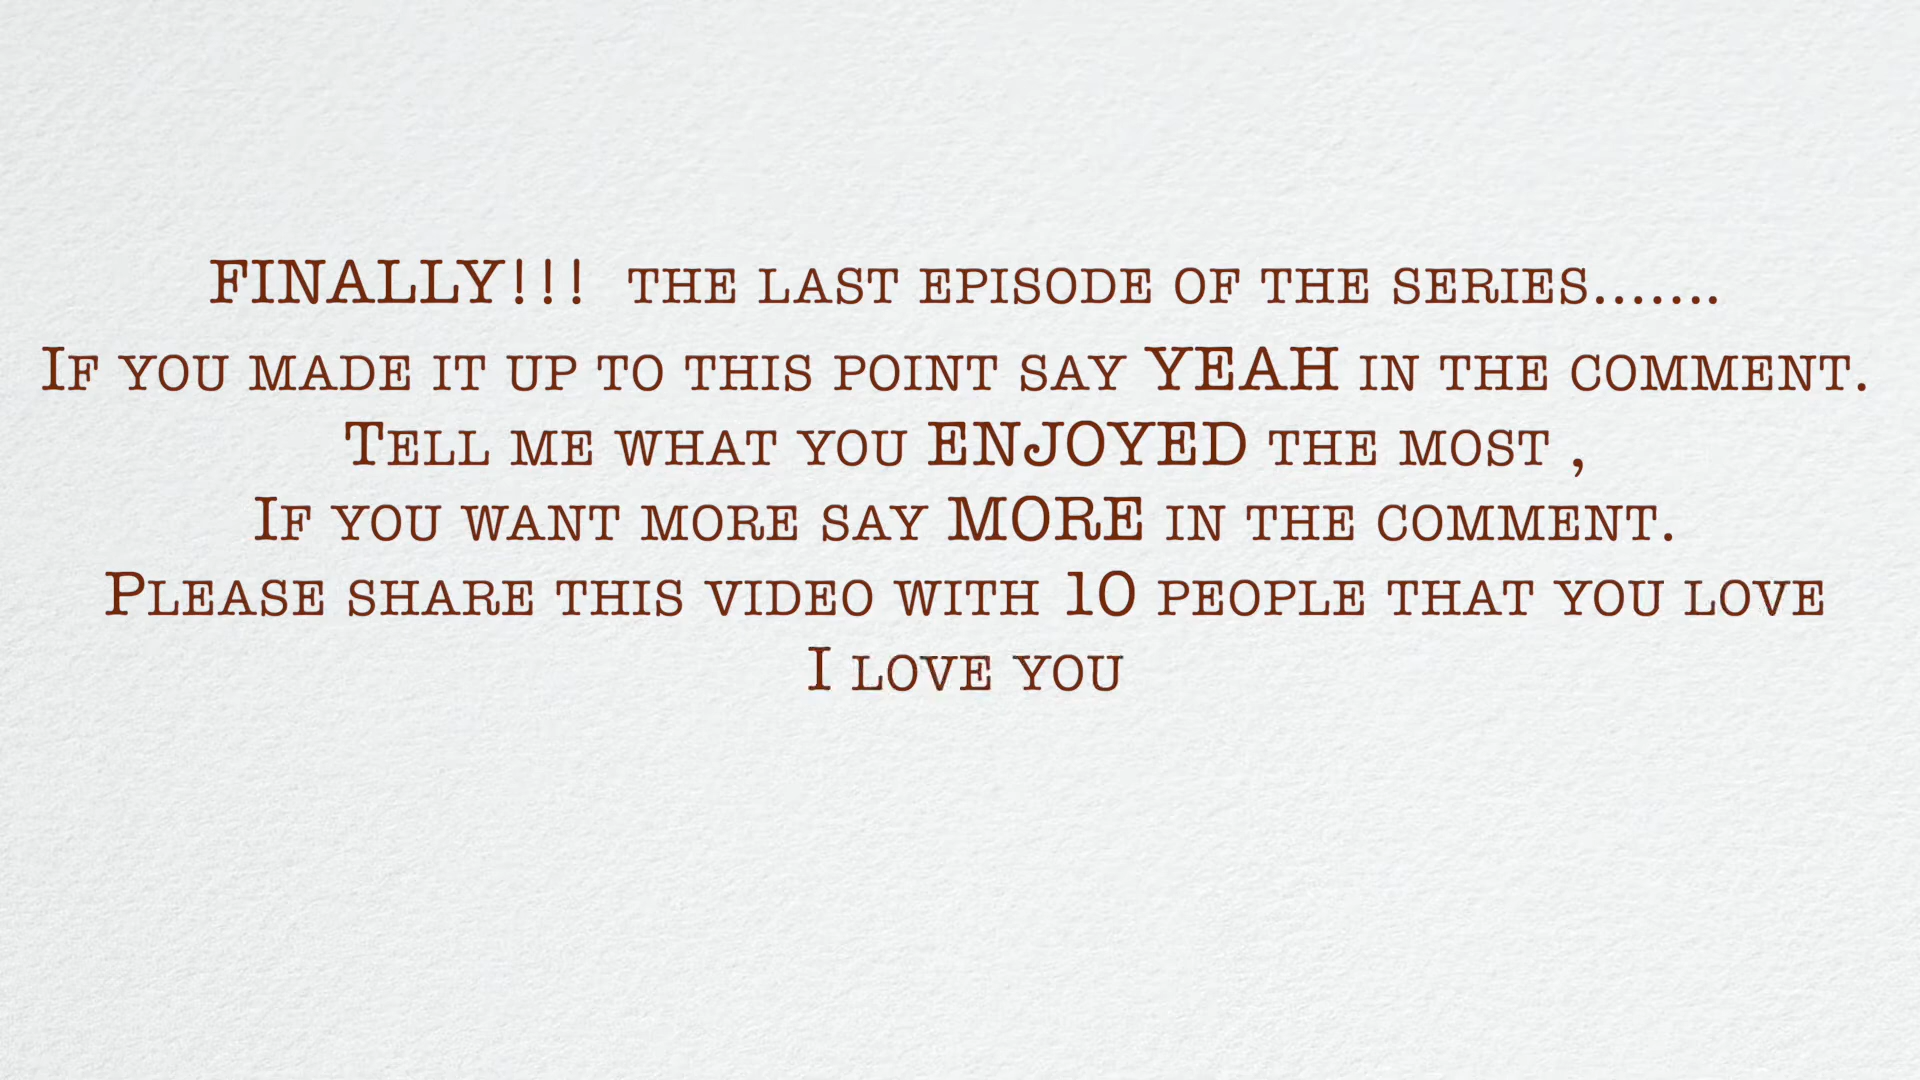 FINALLY!!! THE LAST EPISODE OF THE SERIES.......
IF YOU MADE IT UP TO THIS POINT SAY YEAH IN THE COMMENT.
TELL ME WHAT YOU ENJOYED THE MOST ,
IF YOU WANT MORE SAY MORE IN THE COMMENT.
PLEASE SHARE THIS VIDEO WITH 10 PEOPLE THAT YOU LOVE
I LOVE YOU